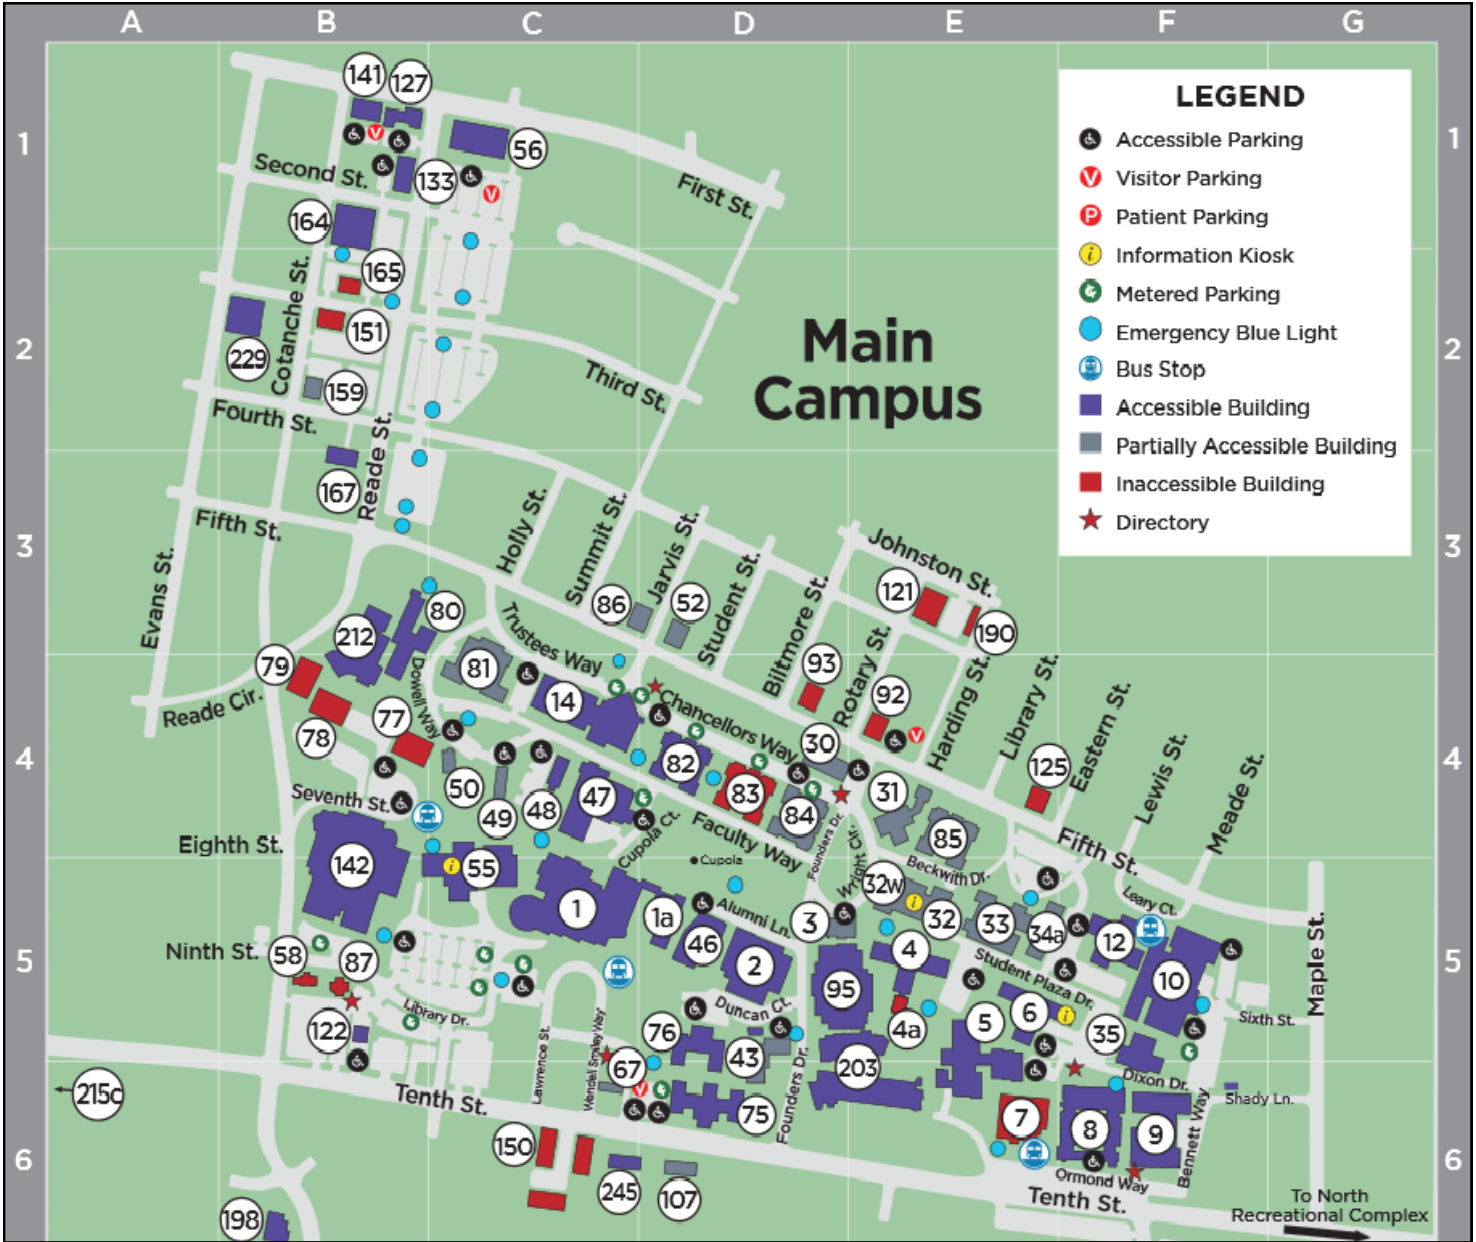 A B C D E F G
1
2
3
4
5
6
1
2
3
4
5
6
LEGEND
Accessible Parking
V Visitor Parking
P Patient Parking
i Information Kiosk
Metered Parking
Emergency Blue Light
Bus Stop
Accessible Building
Partially Accessible Building
Inaccessible Building
Directory
Main
Campus
141
127
V
56
Second St.
133
V
First St.
164
165
Cotanche St.
151
229
159
Third St.
Fourth St.
Reade St.
167
Fifth St.
Evans St.
Holly St.
Summit St.
Jarvis St.
Student St.
Biltmore St.
Johnston St.
121
190
86
52
80
212
Trustees Way
79
81
93
Rotary St.
92
V
Harding St.
Library St.
Eastern St.
Lewis St.
Meade St.
Reade Cir.
Dowell Way
77
78
14
Chancellors Way
30
82
83
84
31
125
50
49
48
47
Seventh St.
Cupola Ct.
Faculty Way
Founders Dr.
Wright Cir.
85
Fifth St.
Eighth St.
142
i
55
Cupola
Beckwith Dr.
32W
i
32
33
34a
Leary Ct.
1
1a
Alumni Ln.
3
12
Ninth St.
58
87
46
2
4
95
Student Plaza Dr.
10
Maple St.
Library Dr.
122
Duncan Ct.
4a
5
6
i
35
Sixth St.
76
43
Lawrence St.
Wendell Smiley Way
67
V
203
Dixon Dr.
Shady Ln.
215c
Tenth St.
75
Founders Dr.
7
8
9
Bennett Way
150
245
107
Ormond Way
Tenth St.
198
To North
Recreational Complex